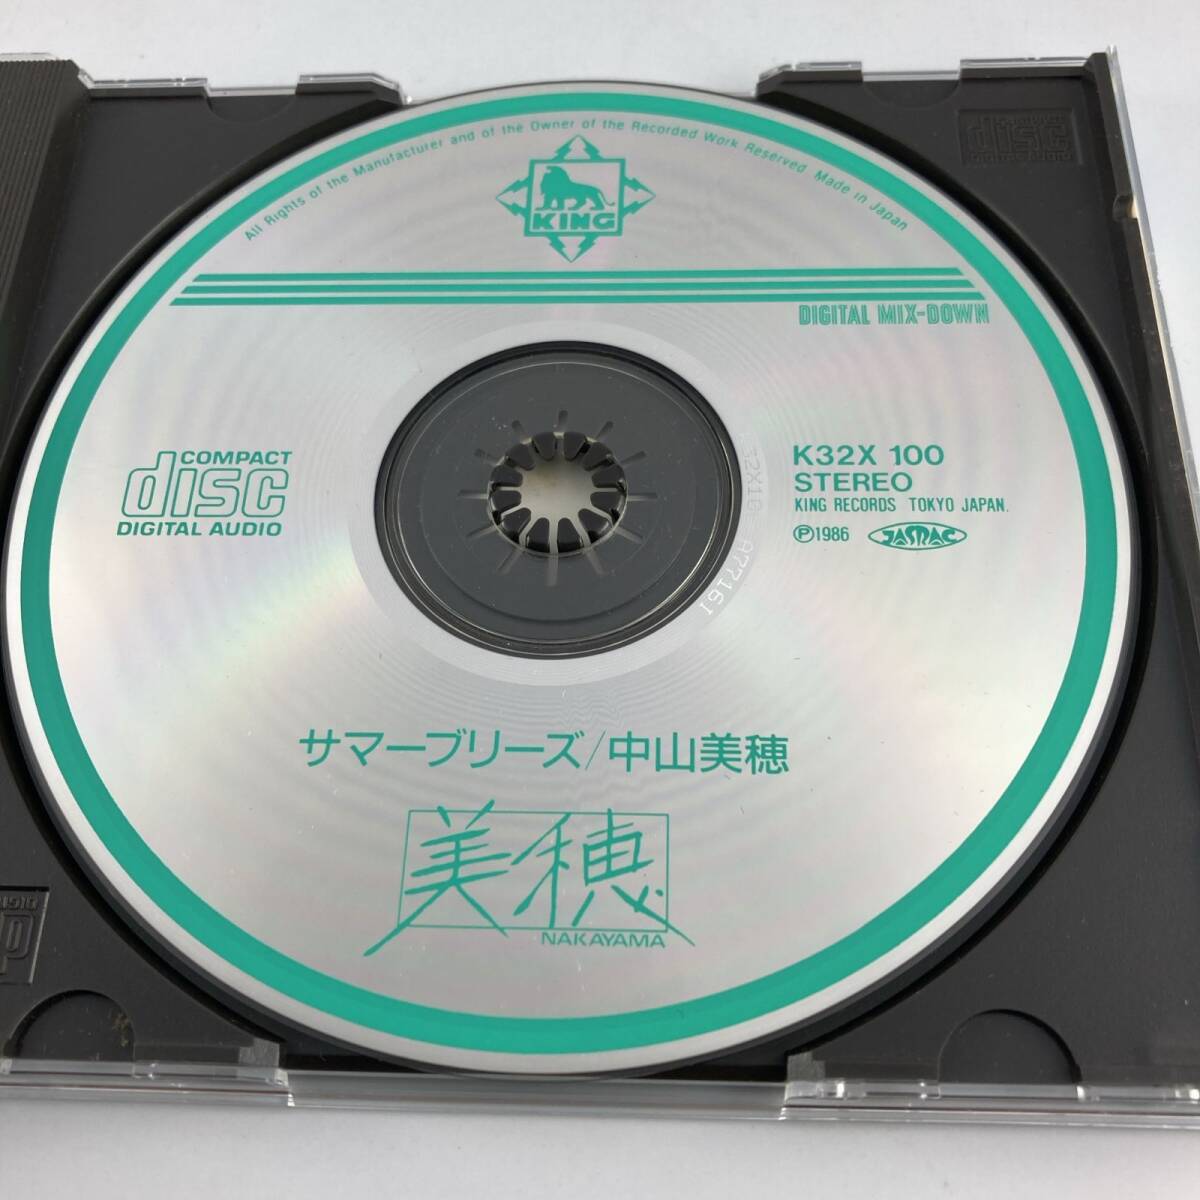 All Rights of the Manufacturer and of the Owner of the Recorded Work Reserved Made in Japan
KING
DIGITAL MIX-DOWN
COMPACT
disc
DIGITAL AUDIO
K32X 100
STEREO
KING RECORDS TOKYO JAPAN.
Ⓟ1986 JASRAC
サマーブリーズ/中山美穂
美穂
NAKAYAMA
disc